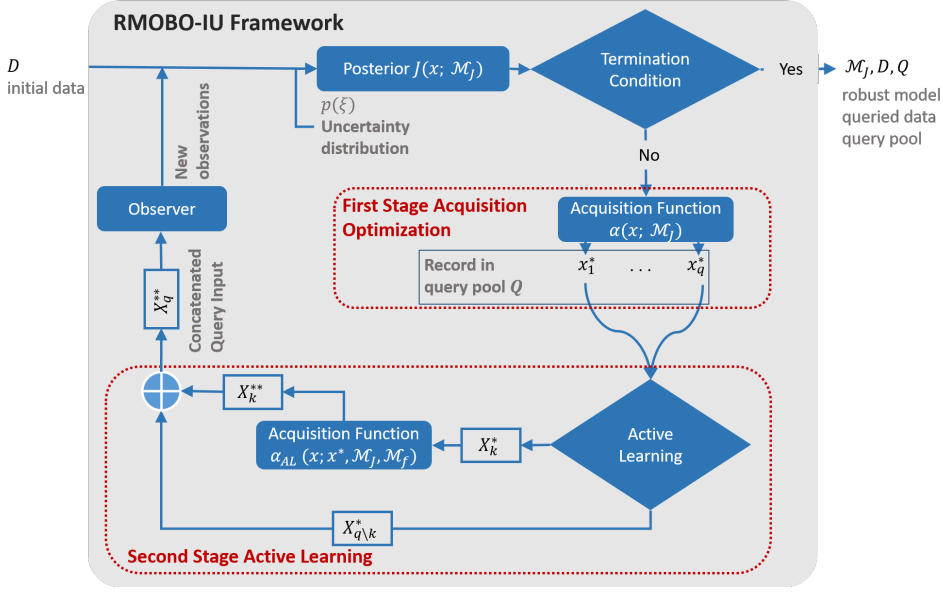 RMOBO-IU Framework
D
initial data
Posterior J(x; ℳ_J)
Termination
Condition
Yes
ℳ_J, D, Q
robust model
queried data
query pool
p(ξ)
Uncertainty
distribution
No
New
observations
Observer
First Stage Acquisition
Optimization
Acquisition Function
α(x; ℳ_J)
Record in
query pool Q
x₁* ... x_q*
X_q**
Concatenated
Query Input
X_k**
Acquisition Function
α_AL (x; x*, ℳ_J, ℳ_f)
X_k*
Active
Learning
X*_{q\k}
Second Stage Active Learning